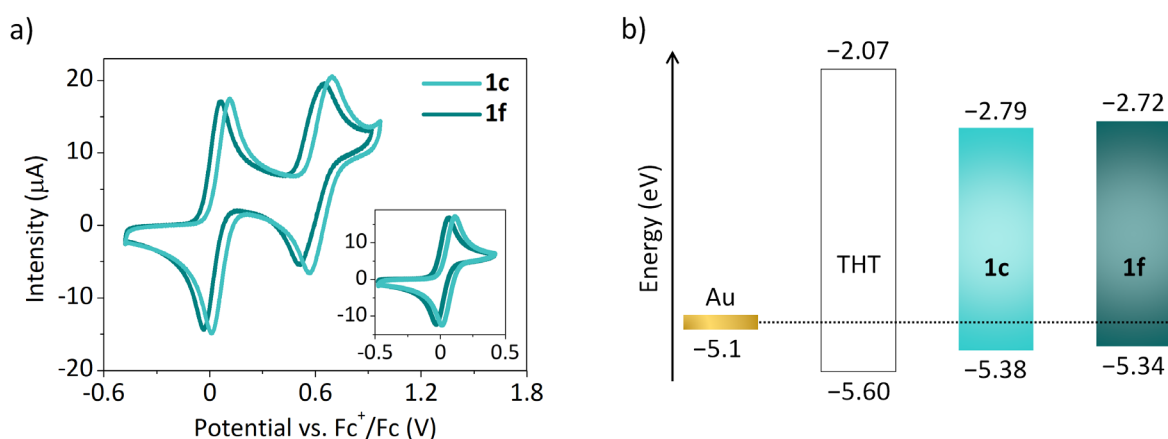 a)
20
10
0
-10
-20
-0.6
0
0.6
1.2
1.8
Intensity (µA)
Potential vs. Fc+/Fc (V)
1c
1f
10
0
-10
-0.5
0
0.5
b)
Energy (eV)
Au
−5.1
−2.07
THT
−5.60
−2.79
1c
−5.38
−2.72
1f
−5.34